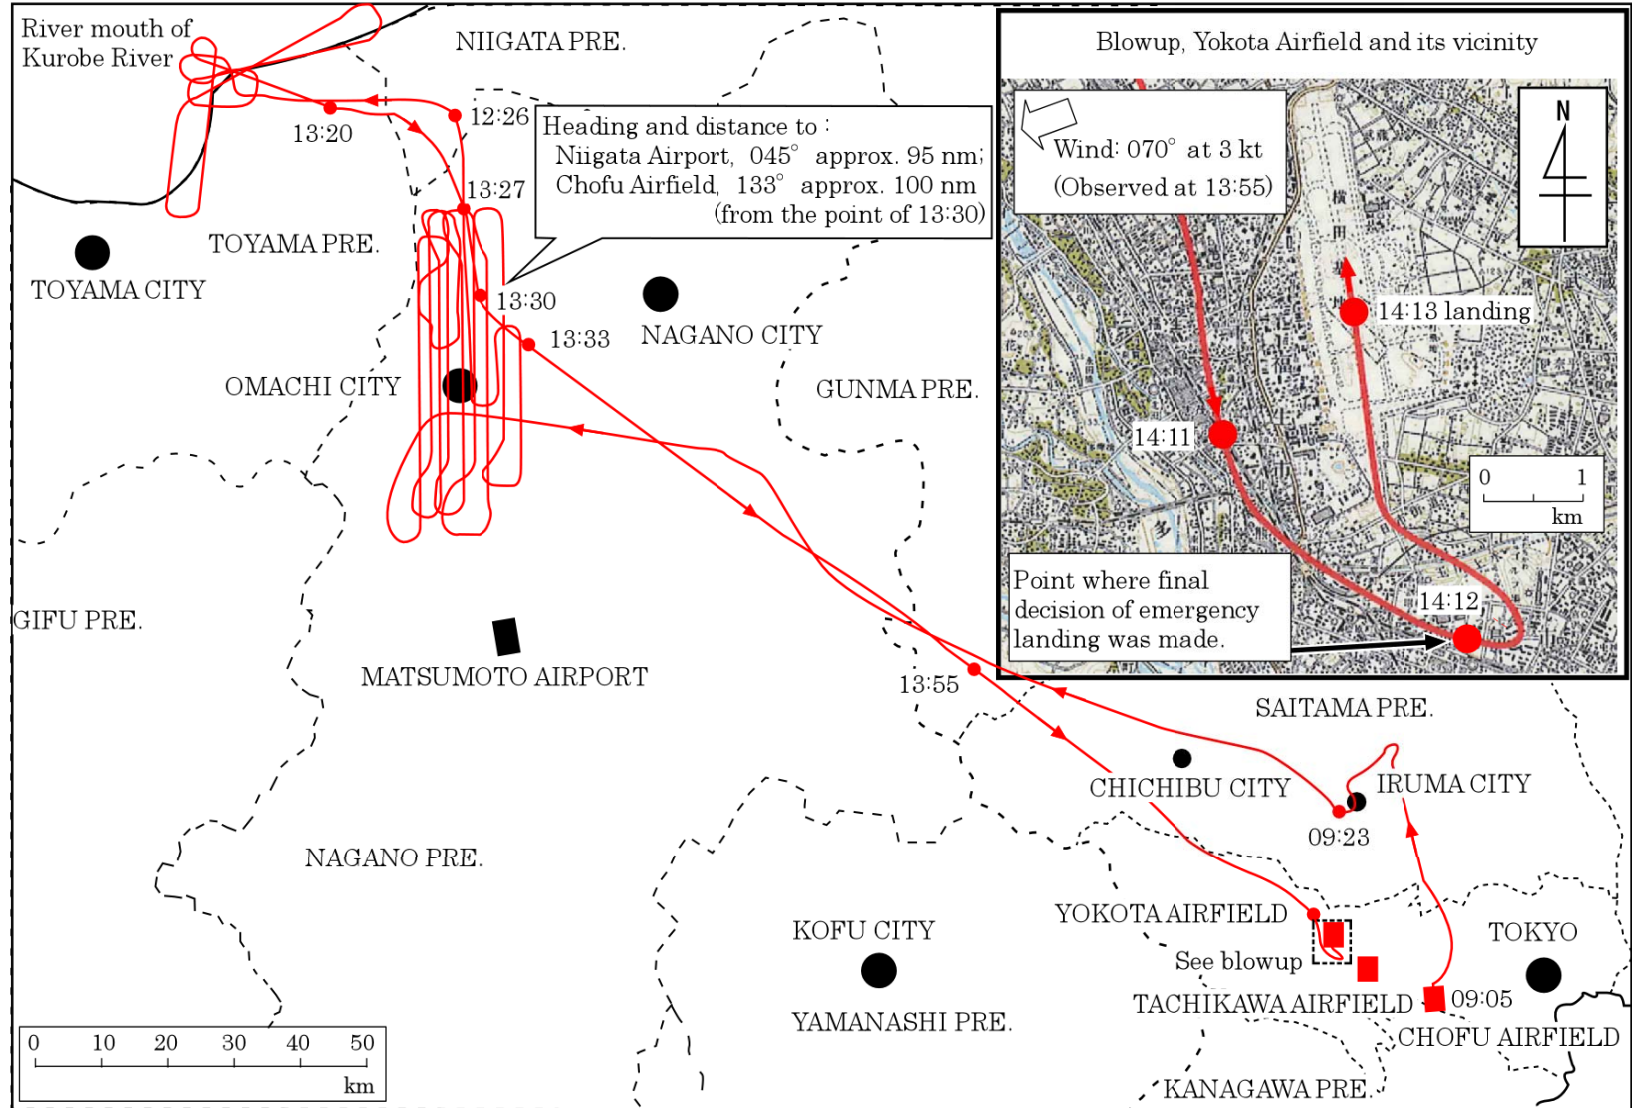 River mouth of
Kurobe River
NIIGATA PRE.
13:20
12:26
13:27
Heading and distance to :
Niigata Airport, 045° approx. 95 nm;
Chofu Airfield, 133° approx. 100 nm
(from the point of 13:30)
TOYAMA PRE.
TOYAMA CITY
13:30
13:33
NAGANO CITY
OMACHI CITY
GUNMA PRE.
GIFU PRE.
MATSUMOTO AIRPORT
13:55
NAGANO PRE.
Blowup, Yokota Airfield and its vicinity
Wind: 070° at 3 kt
(Observed at 13:55)
N
横田基地
14:13 landing
14:11
0 1
km
Point where final
decision of emergency
landing was made.
14:12
SAITAMA PRE.
CHICHIBU CITY
IRUMA CITY
09:23
YOKOTA AIRFIELD
See blowup
KOFU CITY
TOKYO
TACHIKAWA AIRFIELD
09:05
CHOFU AIRFIELD
YAMANASHI PRE.
KANAGAWA PRE.
0 10 20 30 40 50
km